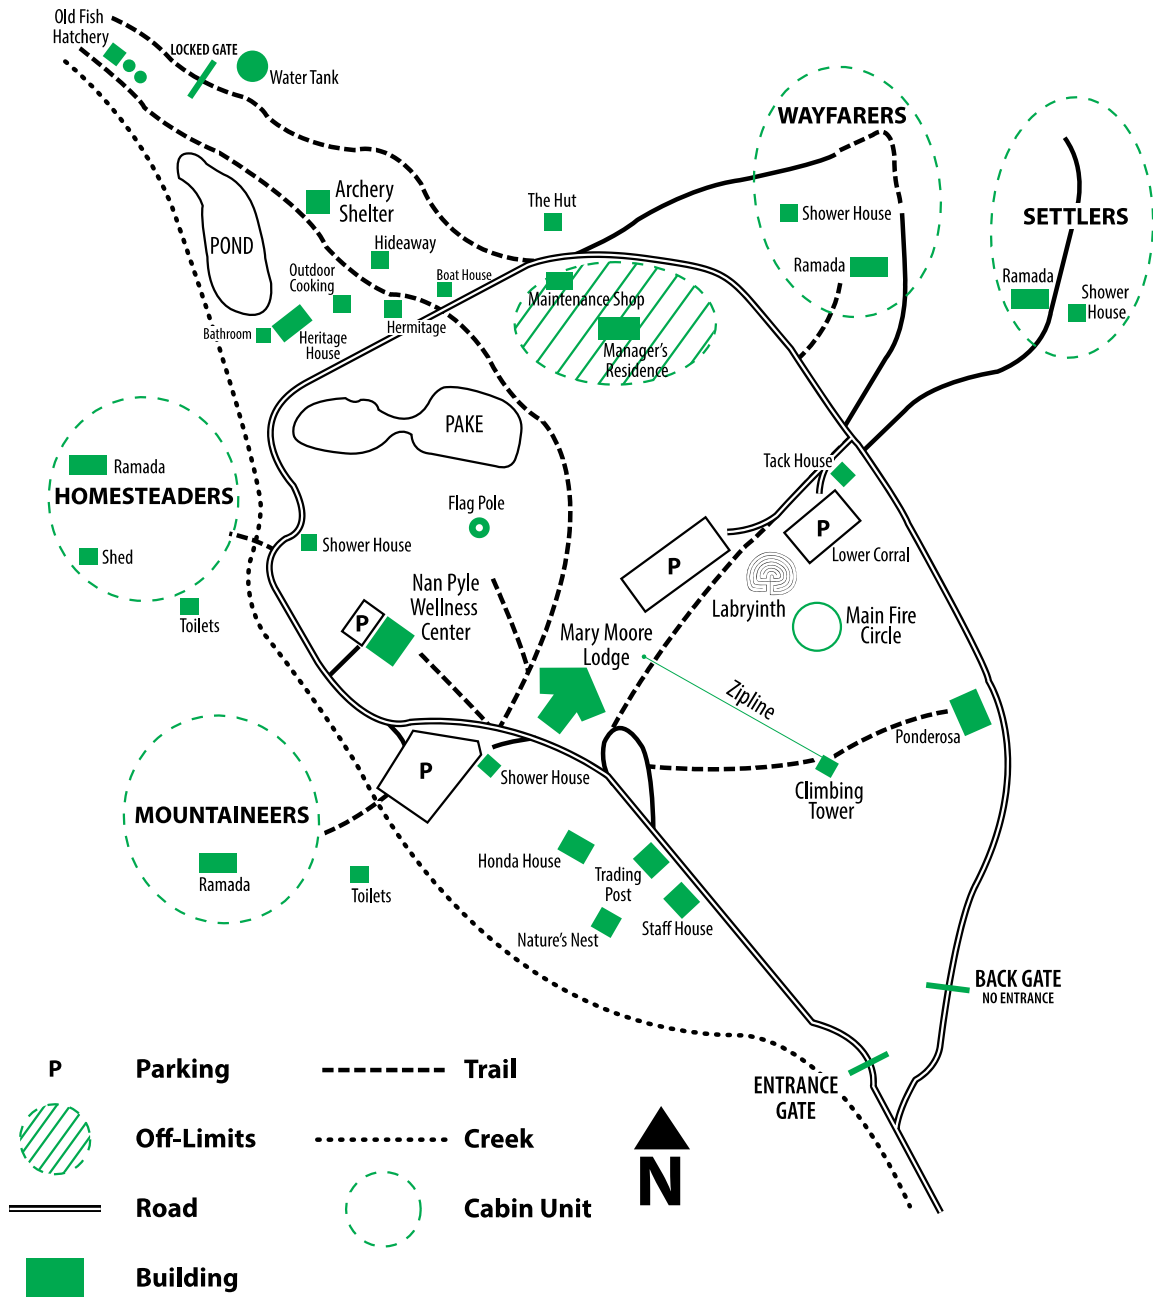 Old Fish
Hatchery
LOCKED GATE
Water Tank
WAYFARERS
SETTLERS
Archery
Shelter
The Hut
Shower House
POND
Hideaway
Ramada
Boat House
Outdoor
Cooking
Maintenance Shop
Ramada
Shower
House
Bathroom
Heritage
House
Hermitage
Manager's
Residence
PAKE
Ramada
HOMESTEADERS
Tack House
Flag Pole
P
Lower Corral
Shed
Shower House
P
Nan Pyle
Wellness
Center
Labryinth
Main Fire
Circle
Toilets
P
Mary Moore
Lodge
Zipline
Ponderosa
P
Shower House
Climbing
Tower
MOUNTAINEERS
Ramada
Toilets
Honda House
Trading
Post
Staff House
Nature's Nest
BACK GATE
NO ENTRANCE
ENTRANCE
GATE
P
Parking
Trail
Off-Limits
Creek
N
Road
Cabin Unit
Building